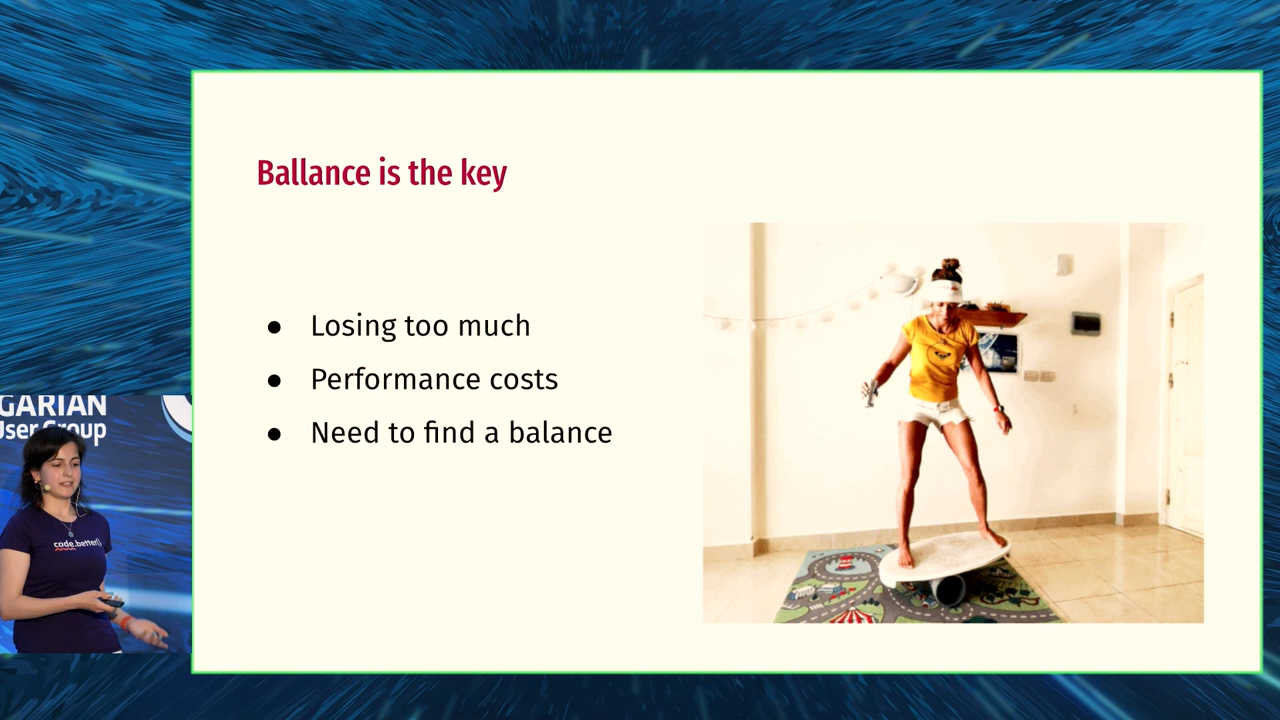 Ballance is the key
● Losing too much
● Performance costs
● Need to find a balance
GARIAN
User Group
code.better()